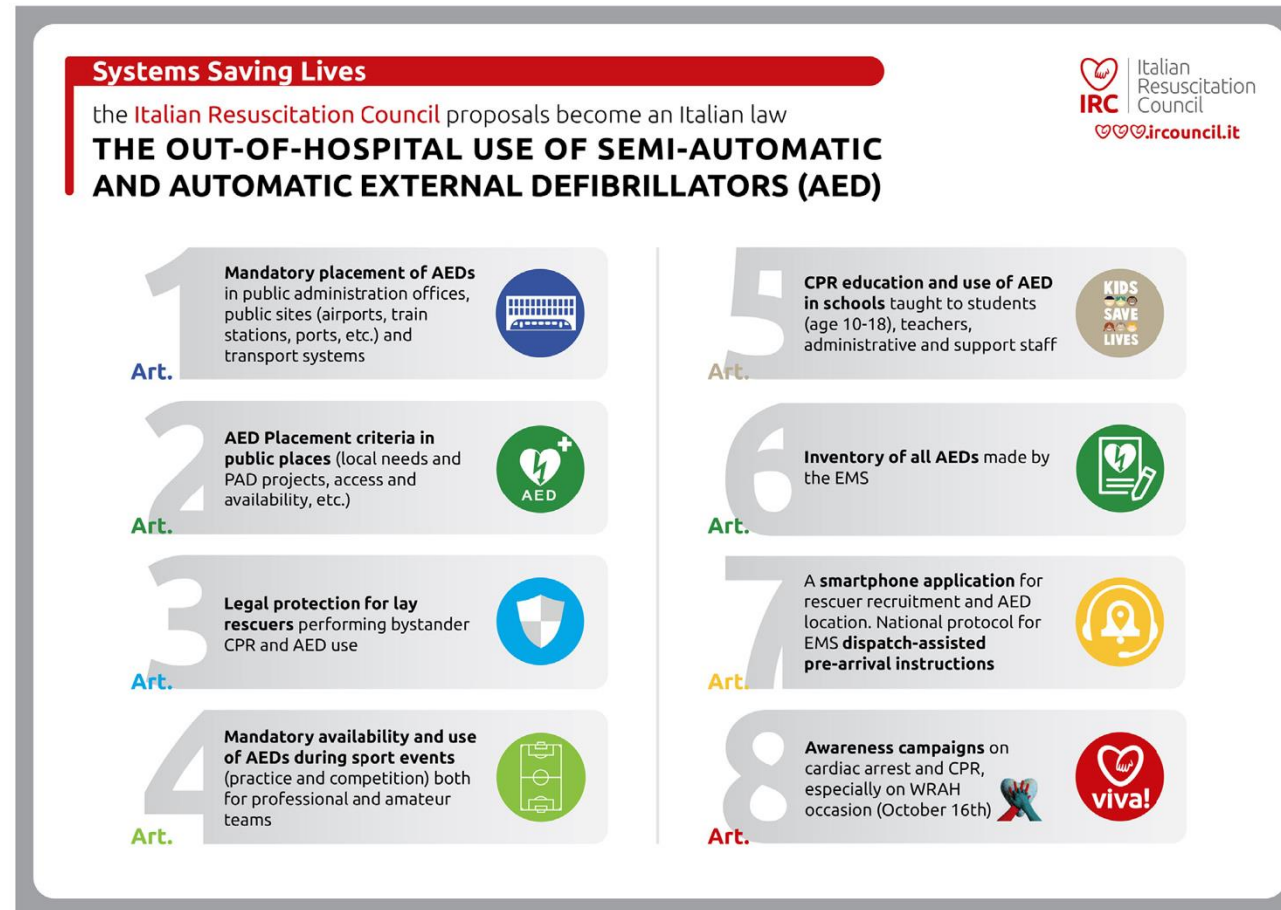 Systems Saving Lives
the Italian Resuscitation Council proposals become an Italian law
THE OUT-OF-HOSPITAL USE OF SEMI-AUTOMATIC
AND AUTOMATIC EXTERNAL DEFIBRILLATORS (AED)
IRC
Italian
Resuscitation
Council
.ircouncil.it
1
Art.
Mandatory placement of AEDs
in public administration offices,
public sites (airports, train
stations, ports, etc.) and
transport systems
2
Art.
AED Placement criteria in
public places (local needs and
PAD projects, access and
availability, etc.)
AED
3
Art.
Legal protection for lay
rescuers performing bystander
CPR and AED use
4
Art.
Mandatory availability and use
of AEDs during sport events
(practice and competition) both
for professional and amateur
teams
5
Art.
CPR education and use of AED
in schools taught to students
(age 10-18), teachers,
administrative and support staff
KIDS
SAVE
LIVES
6
Art.
Inventory of all AEDs made by
the EMS
7
Art.
A smartphone application for
rescuer recruitment and AED
location. National protocol for
EMS dispatch-assisted
pre-arrival instructions
8
Art.
Awareness campaigns on
cardiac arrest and CPR,
especially on WRAH
occasion (October 16th)
viva!